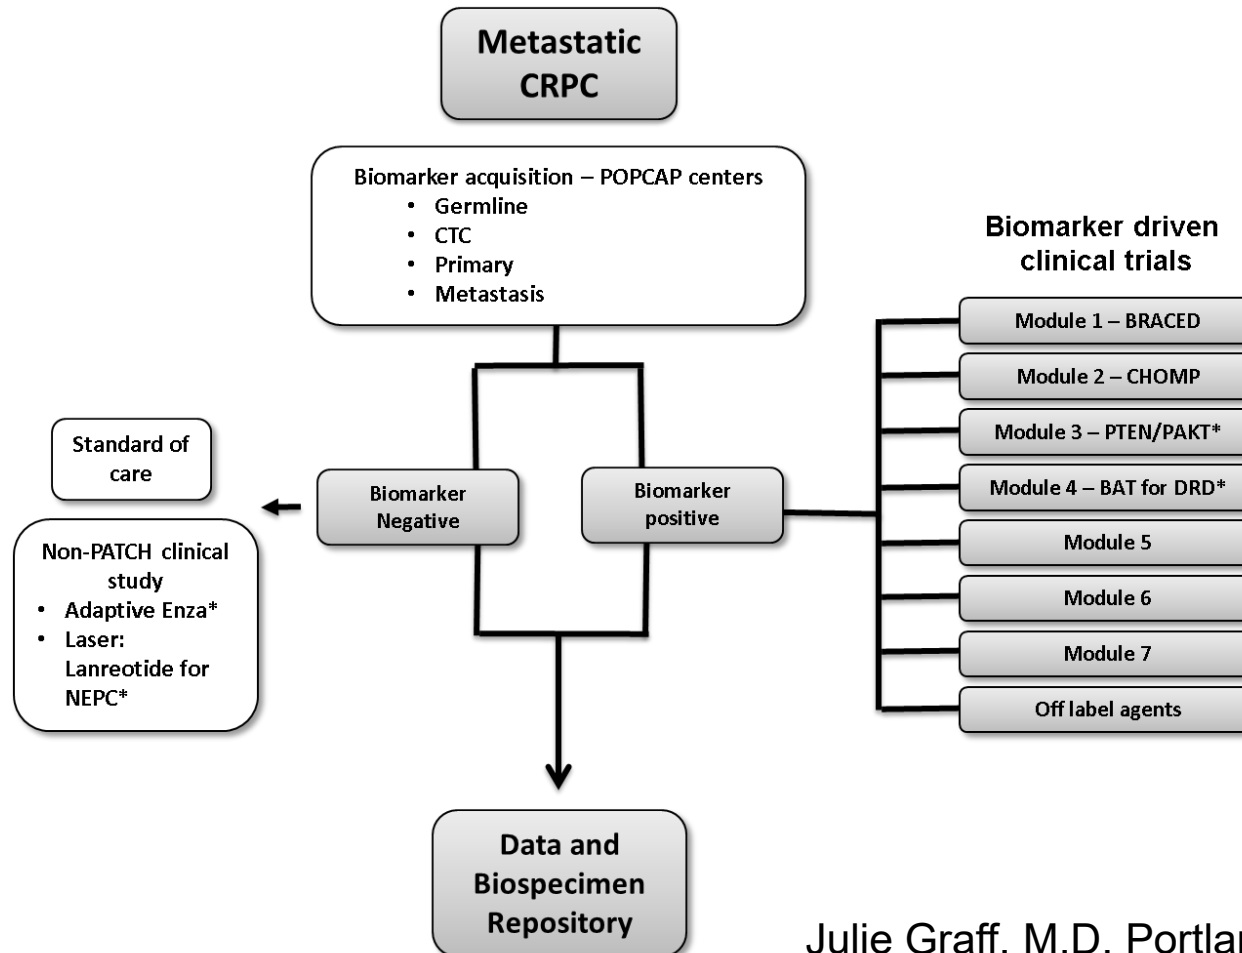 Metastatic
CRPC
Biomarker acquisition – POPCAP centers
• Germline
• CTC
• Primary
• Metastasis
Biomarker driven
clinical trials
Module 1 – BRACED
Module 2 – CHOMP
Module 3 – PTEN/PAKT*
Module 4 – BAT for DRD*
Module 5
Module 6
Module 7
Off label agents
Standard of
care
Biomarker
Negative
Biomarker
positive
Non-PATCH clinical
study
• Adaptive Enza*
• Laser:
Lanreotide for
NEPC*
Data and
Biospecimen
Repository
Julie Graff, M.D.